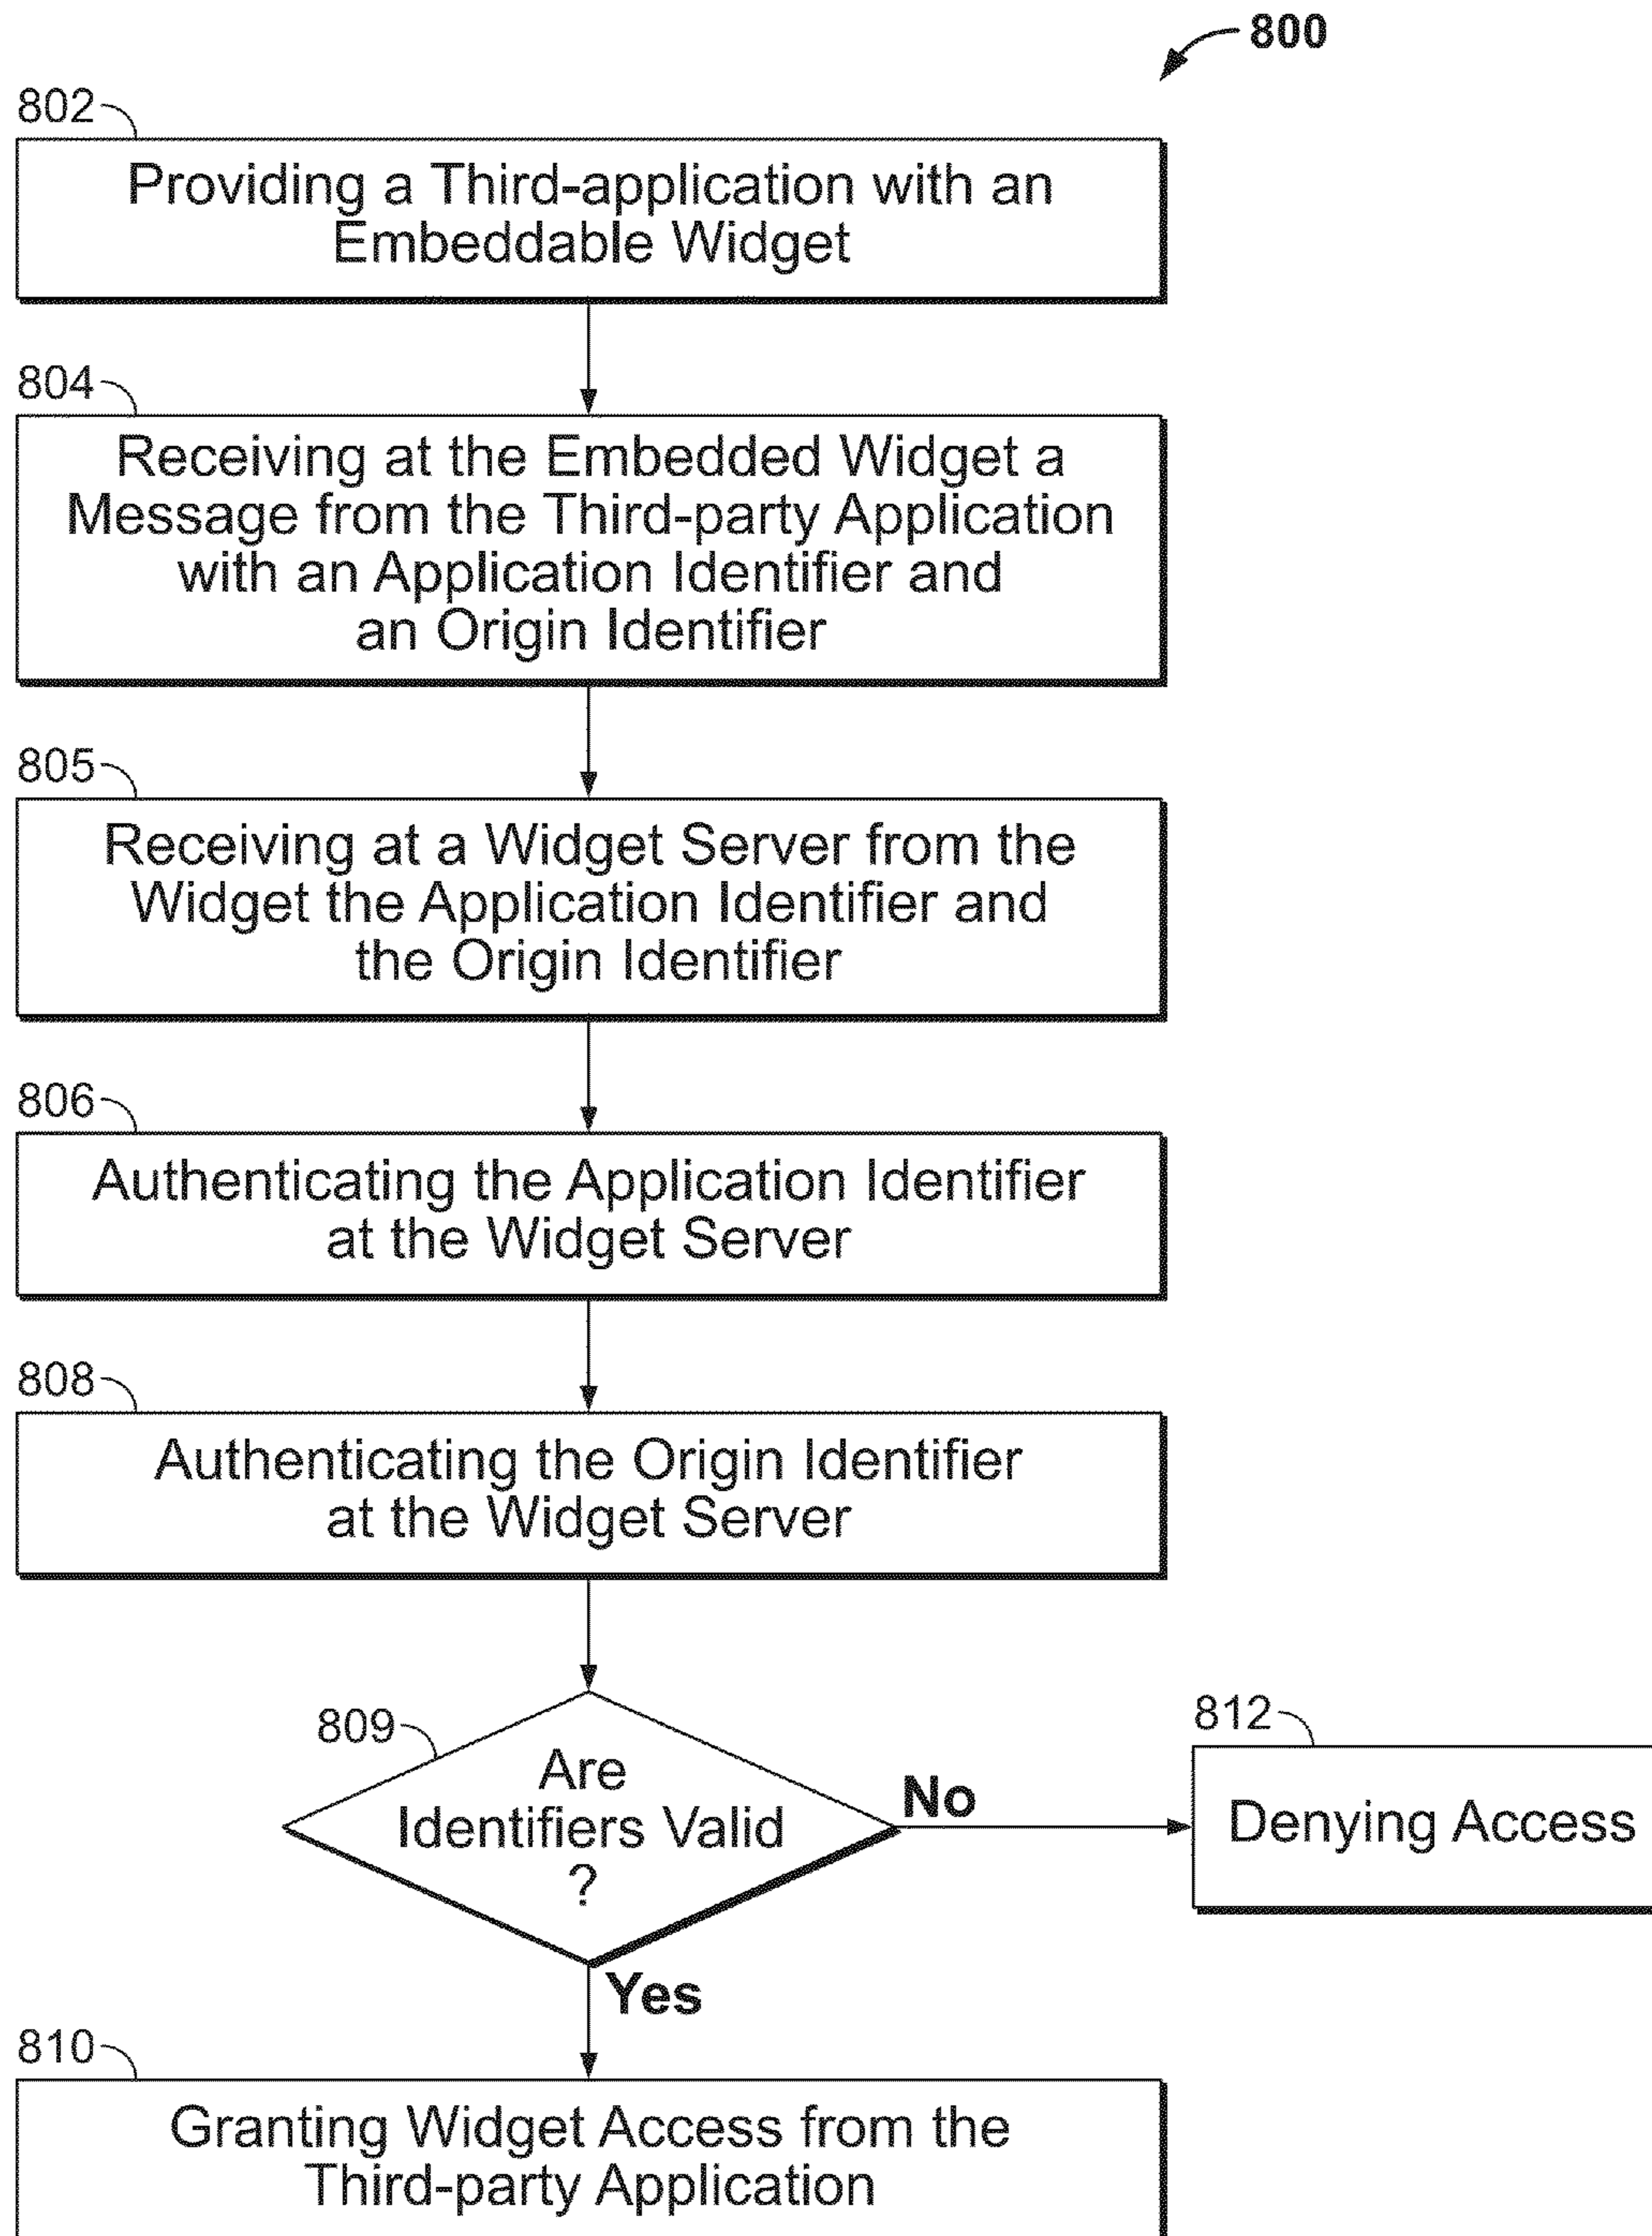 800
802
Providing a Third-application with an
Embeddable Widget
804
Receiving at the Embedded Widget a
Message from the Third-party Application
with an Application Identifier and
an Origin Identifier
805
Receiving at a Widget Server from the
Widget the Application Identifier and
the Origin Identifier
806
Authenticating the Application Identifier
at the Widget Server
808
Authenticating the Origin Identifier
at the Widget Server
809
Are
Identifiers Valid
?
No
812
Denying Access
Yes
810
Granting Widget Access from the
Third-party Application